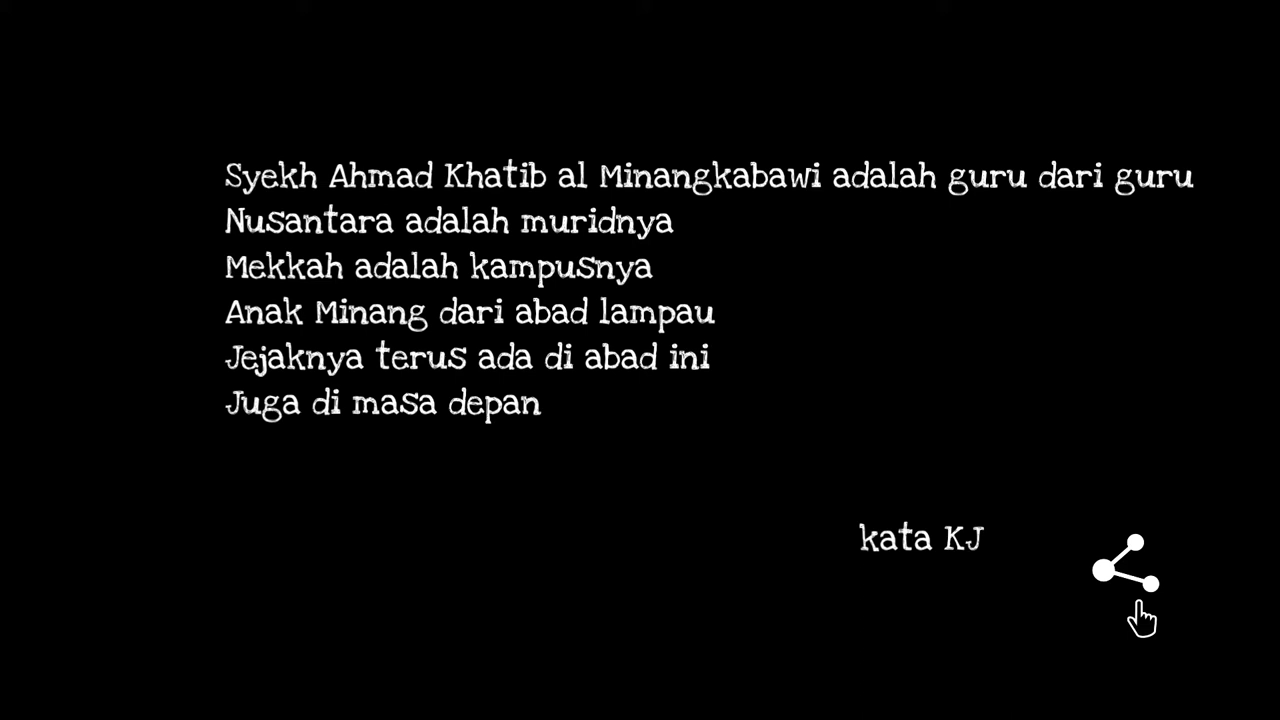 Syekh Ahmad Khatib al Minangkabawi adalah guru dari guru
Nusantara adalah muridnya
Mekkah adalah kampusnya
Anak Minang dari abad lampau
Jejaknya terus ada di abad ini
Juga di masa depan
kata KJ